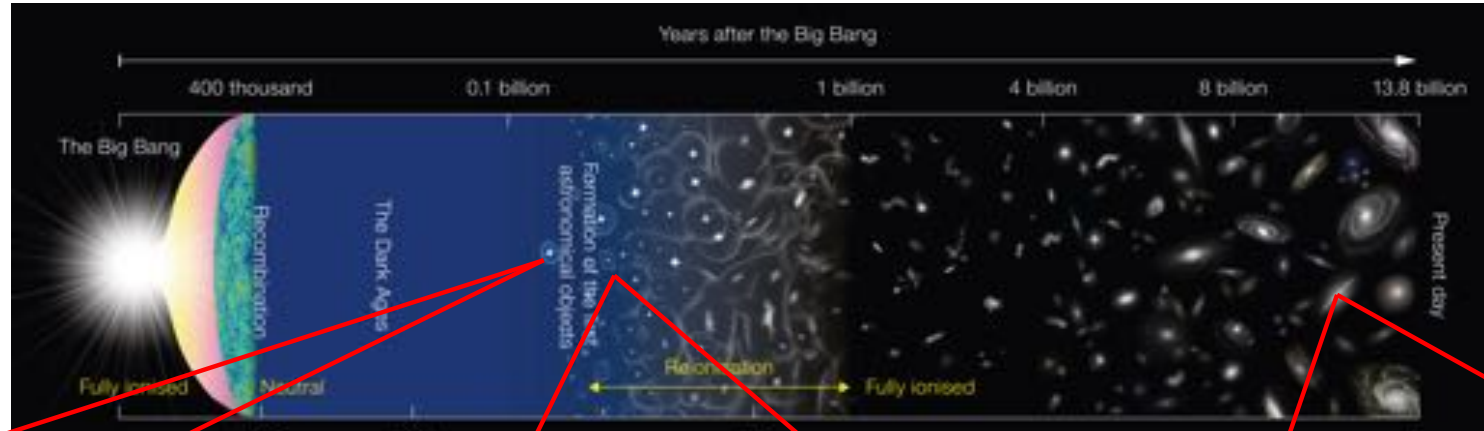 Years after the Big Bang
400 thousand
0.1 billion
1 billion
4 billion
8 billion
13.8 billion
The Big Bang
Recombination
The Dark Ages
Formation of the first
astronomical objects
Present day
Reionisation
Fully ionised
Neutral
Fully ionised